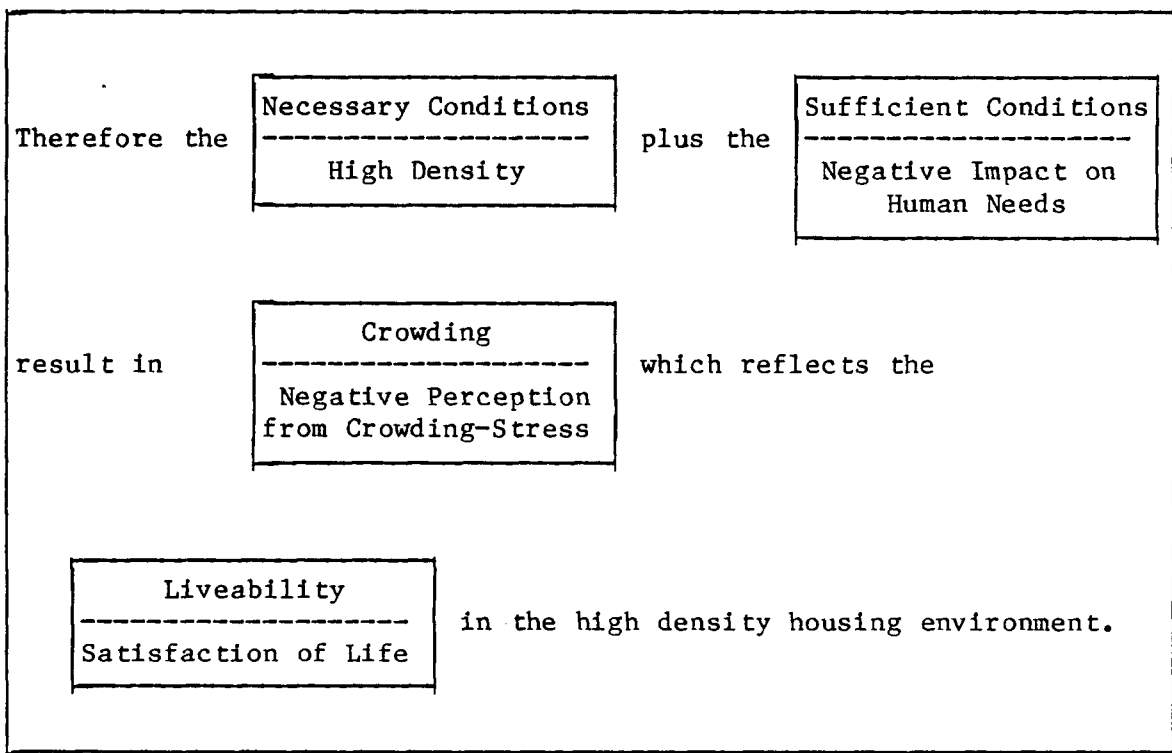 Necessary Conditions
Therefore the
High Density
plus the
Sufficient Conditions
Negative Impact on
Human Needs
result in
Crowding
Negative Perception
from Crowding-Stress
which reflects the
Liveability
Satisfaction of Life
in the high density housing environment.